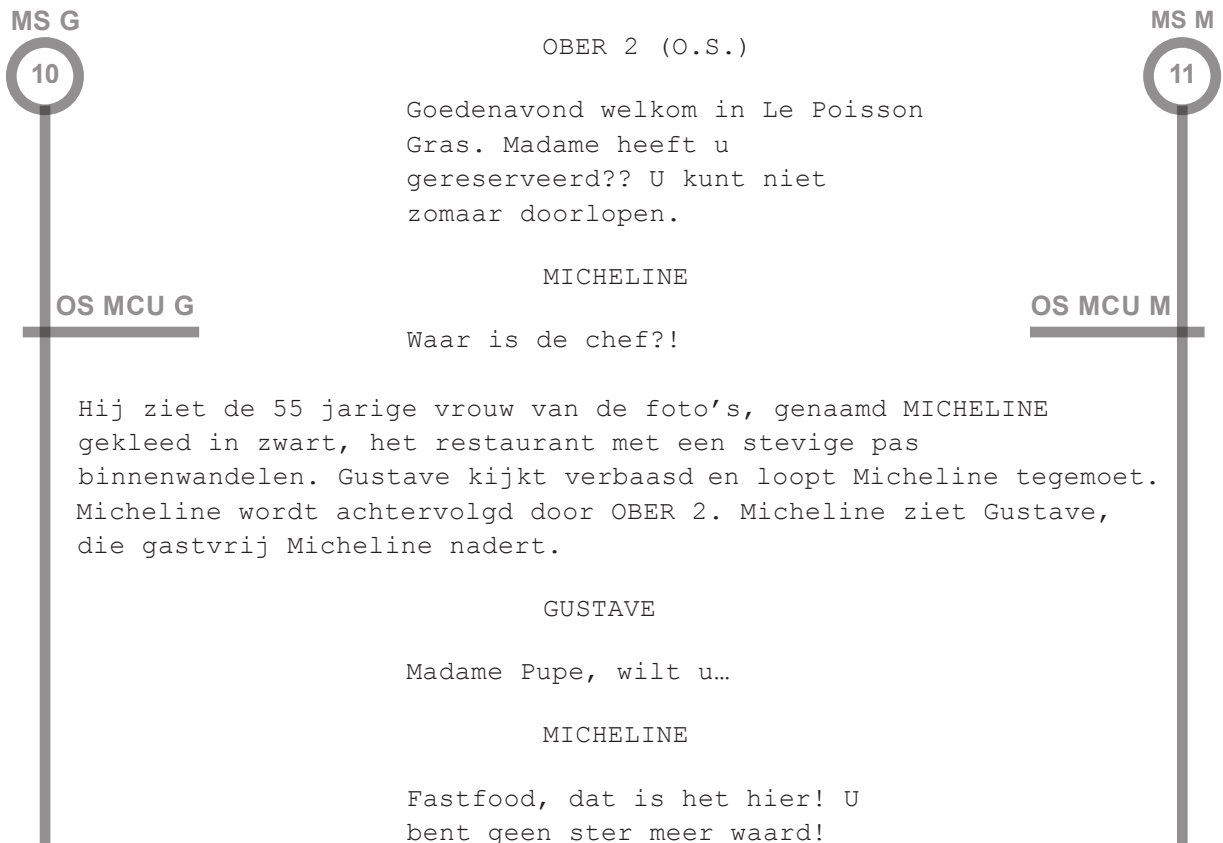 MS G
MS M
10
11
OBER 2 (O.S.)
Goedenavond welkom in Le Poisson
Gras. Madame heeft u
gereserveerd?? U kunt niet
zomaar doorlopen.
MICHELINE
OS MCU G
OS MCU M
Waar is de chef?!
Hij ziet de 55 jarige vrouw van de foto’s, genaamd MICHELINE
gekleed in zwart, het restaurant met een stevige pas
binnenwandelen. Gustave kijkt verbaasd en loopt Micheline tegemoet.
Micheline wordt achtervolgd door OBER 2. Micheline ziet Gustave,
die gastvrij Micheline nadert.
GUSTAVE
Madame Pupe, wilt u…
MICHELINE
Fastfood, dat is het hier! U
bent geen ster meer waard!